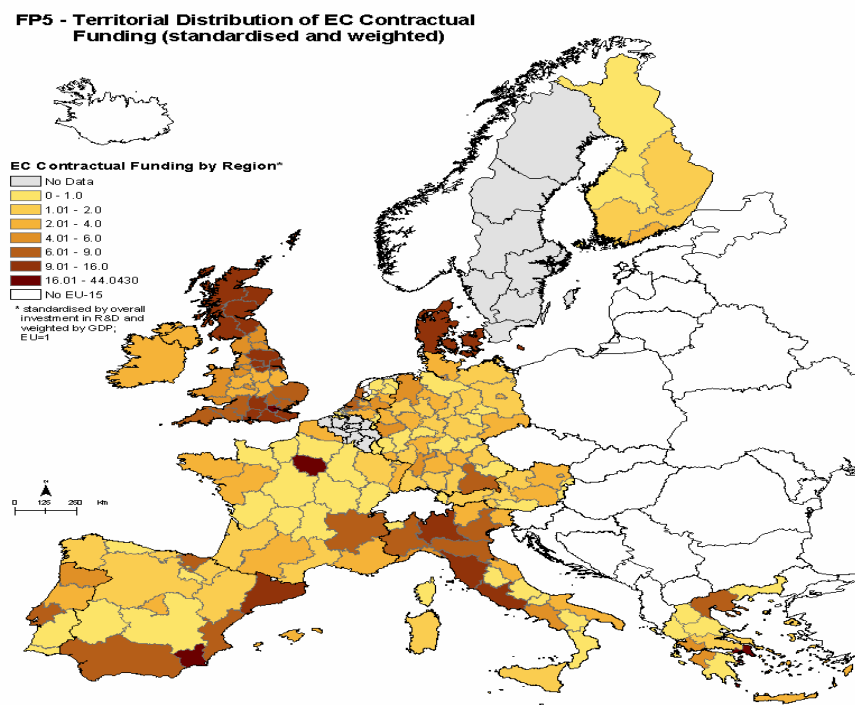 FP5 - Territorial Distribution of EC Contractual
Funding (standardised and weighted)
EC Contractual Funding by Region*
No Data
0 - 1.0
1.01 - 2.0
2.01 - 4.0
4.01 - 6.0
6.01 - 9.0
9.01 - 16.0
16.01 - 44.0430
No EU-15
* standardised by overall
investment in R&D and
weighted by GDP;
EU=1
0 125 250 km